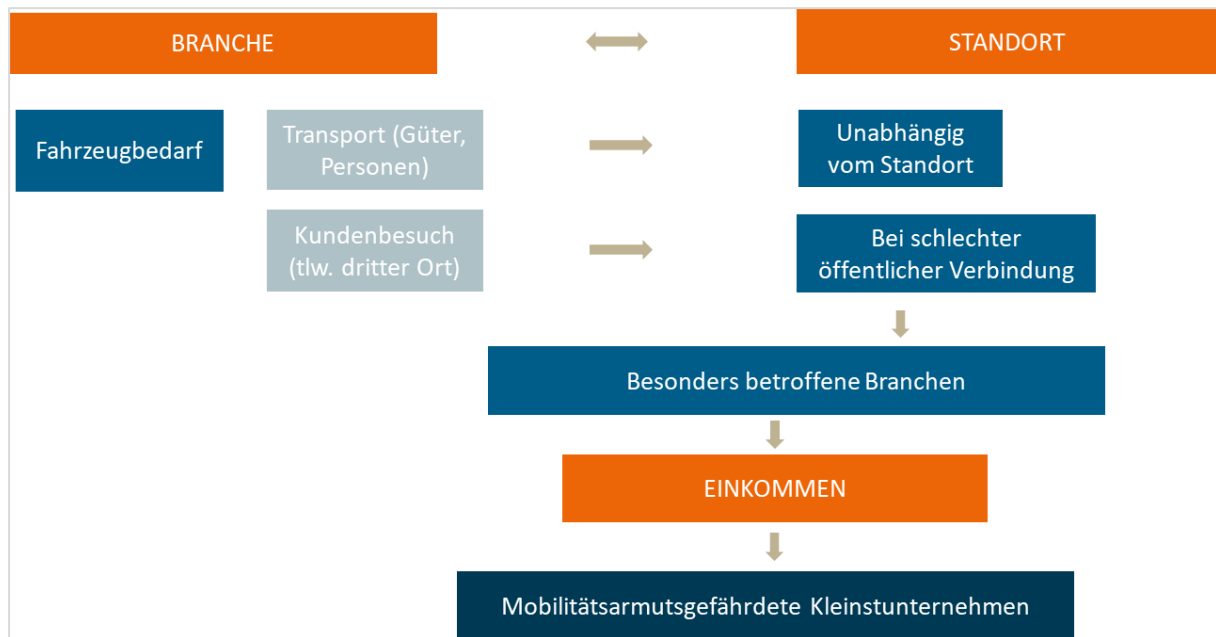 BRANCHE
STANDORT
Fahrzeugbedarf
Transport (Güter,
Personen)
Unabhängig
vom Standort
Kundenbesuch
(tlw. dritter Ort)
Bei schlechter
öffentlicher Verbindung
Besonders betroffene Branchen
EINKOMMEN
Mobilitätsarmutsgefährdete Kleinstunternehmen